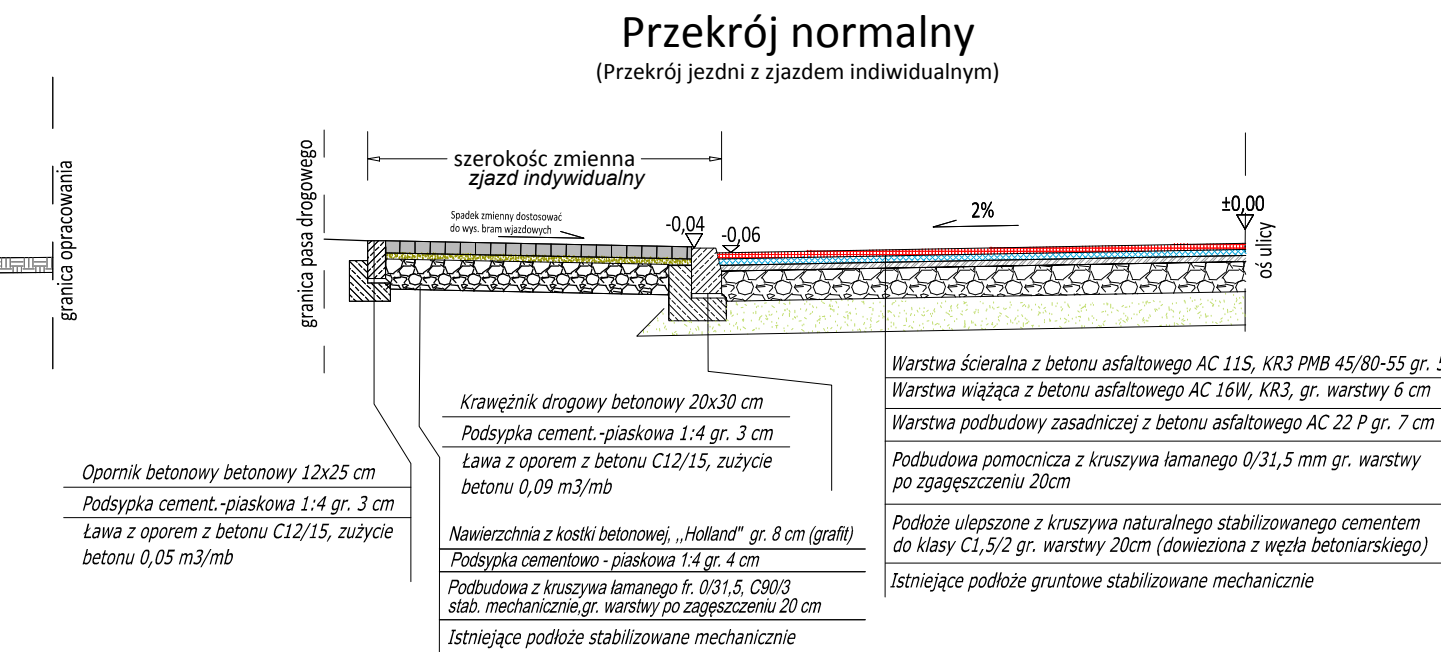 Przekrój normalny
(Przekrój jezdni z zjazdem indiwidualnym)
granica opracowania
granica pasa drogowego
szerokośc zmienna
zjazd indywidualny
Spadek zmienny dostosować
do wys. bram wjazdowych
-0,04
-0,06
2%
±0,00
oś ulicy
Opornik betonowy betonowy 12x25 cm
Podsypka cement.-piaskowa 1:4 gr. 3 cm
Ława z oporem z betonu C12/15, zużycie
betonu 0,05 m3/mb
Krawężnik drogowy betonowy 20x30 cm
Podsypka cement.-piaskowa 1:4 gr. 3 cm
Ława z oporem z betonu C12/15, zużycie
betonu 0,09 m3/mb
Nawierzchnia z kostki betonowej, ,,Holland" gr. 8 cm (grafit)
Podsypka cementowo - piaskowa 1:4 gr. 4 cm
Podbudowa z kruszywa łamanego fr. 0/31,5, C90/3
stab. mechanicznie,gr. warstwy po zagęszczeniu 20 cm
Istniejące podłoże stabilizowane mechanicznie
Warstwa ścieralna z betonu asfaltowego AC 11S, KR3 PMB 45/80-55 gr.
Warstwa wiążąca z betonu asfaltowego AC 16W, KR3, gr. warstwy 6 cm
Warstwa podbudowy zasadniczej z betonu asfaltowego AC 22 P gr. 7 cm
Podbudowa pomocnicza z kruszywa łamanego 0/31,5 mm gr. warstwy
po zgagęszczeniu 20cm
Podłoże ulepszone z kruszywa naturalnego stabilizowanego cementem
do klasy C1,5/2 gr. warstwy 20cm (dowieziona z węzła betoniarskiego)
Istniejące podłoże gruntowe stabilizowane mechanicznie